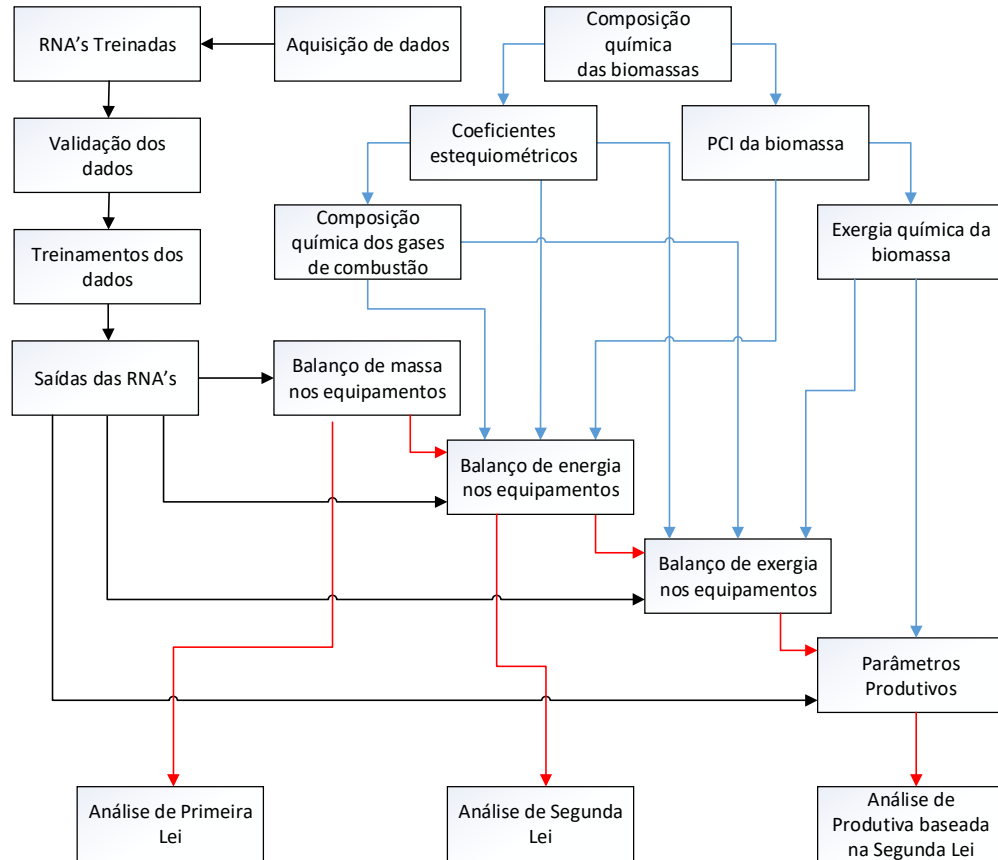 RNA’s Treinadas
Aquisição de dados
Composição
química
das biomassas
Validação dos
dados
Coeficientes
estequiométricos
PCI da biomassa
Treinamentos dos
dados
Composição
química dos gases
de combustão
Exergia química da
biomassa
Saídas das RNA’s
Balanço de massa
nos equipamentos
Balanço de energia
nos equipamentos
Balanço de exergia
nos equipamentos
Parâmetros
Produtivos
Análise de Primeira
Lei
Análise de Segunda
Lei
Análise de
Produtiva baseada
na Segunda Lei